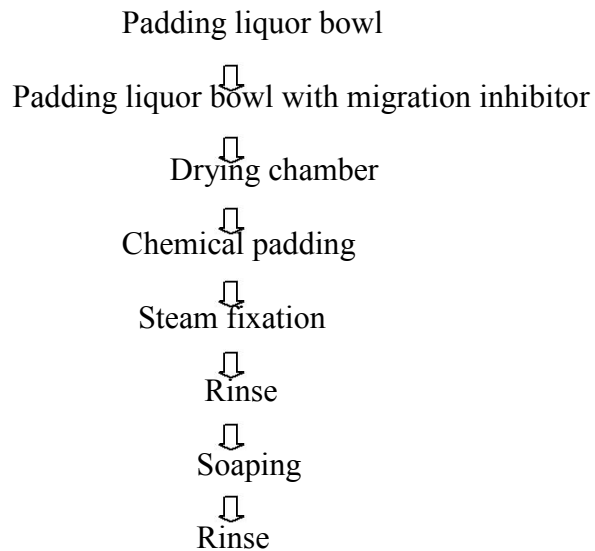 Padding liquor bowl
Padding liquor bowl with migration inhibitor
Drying chamber
Chemical padding
Steam fixation
Rinse
Soaping
Rinse